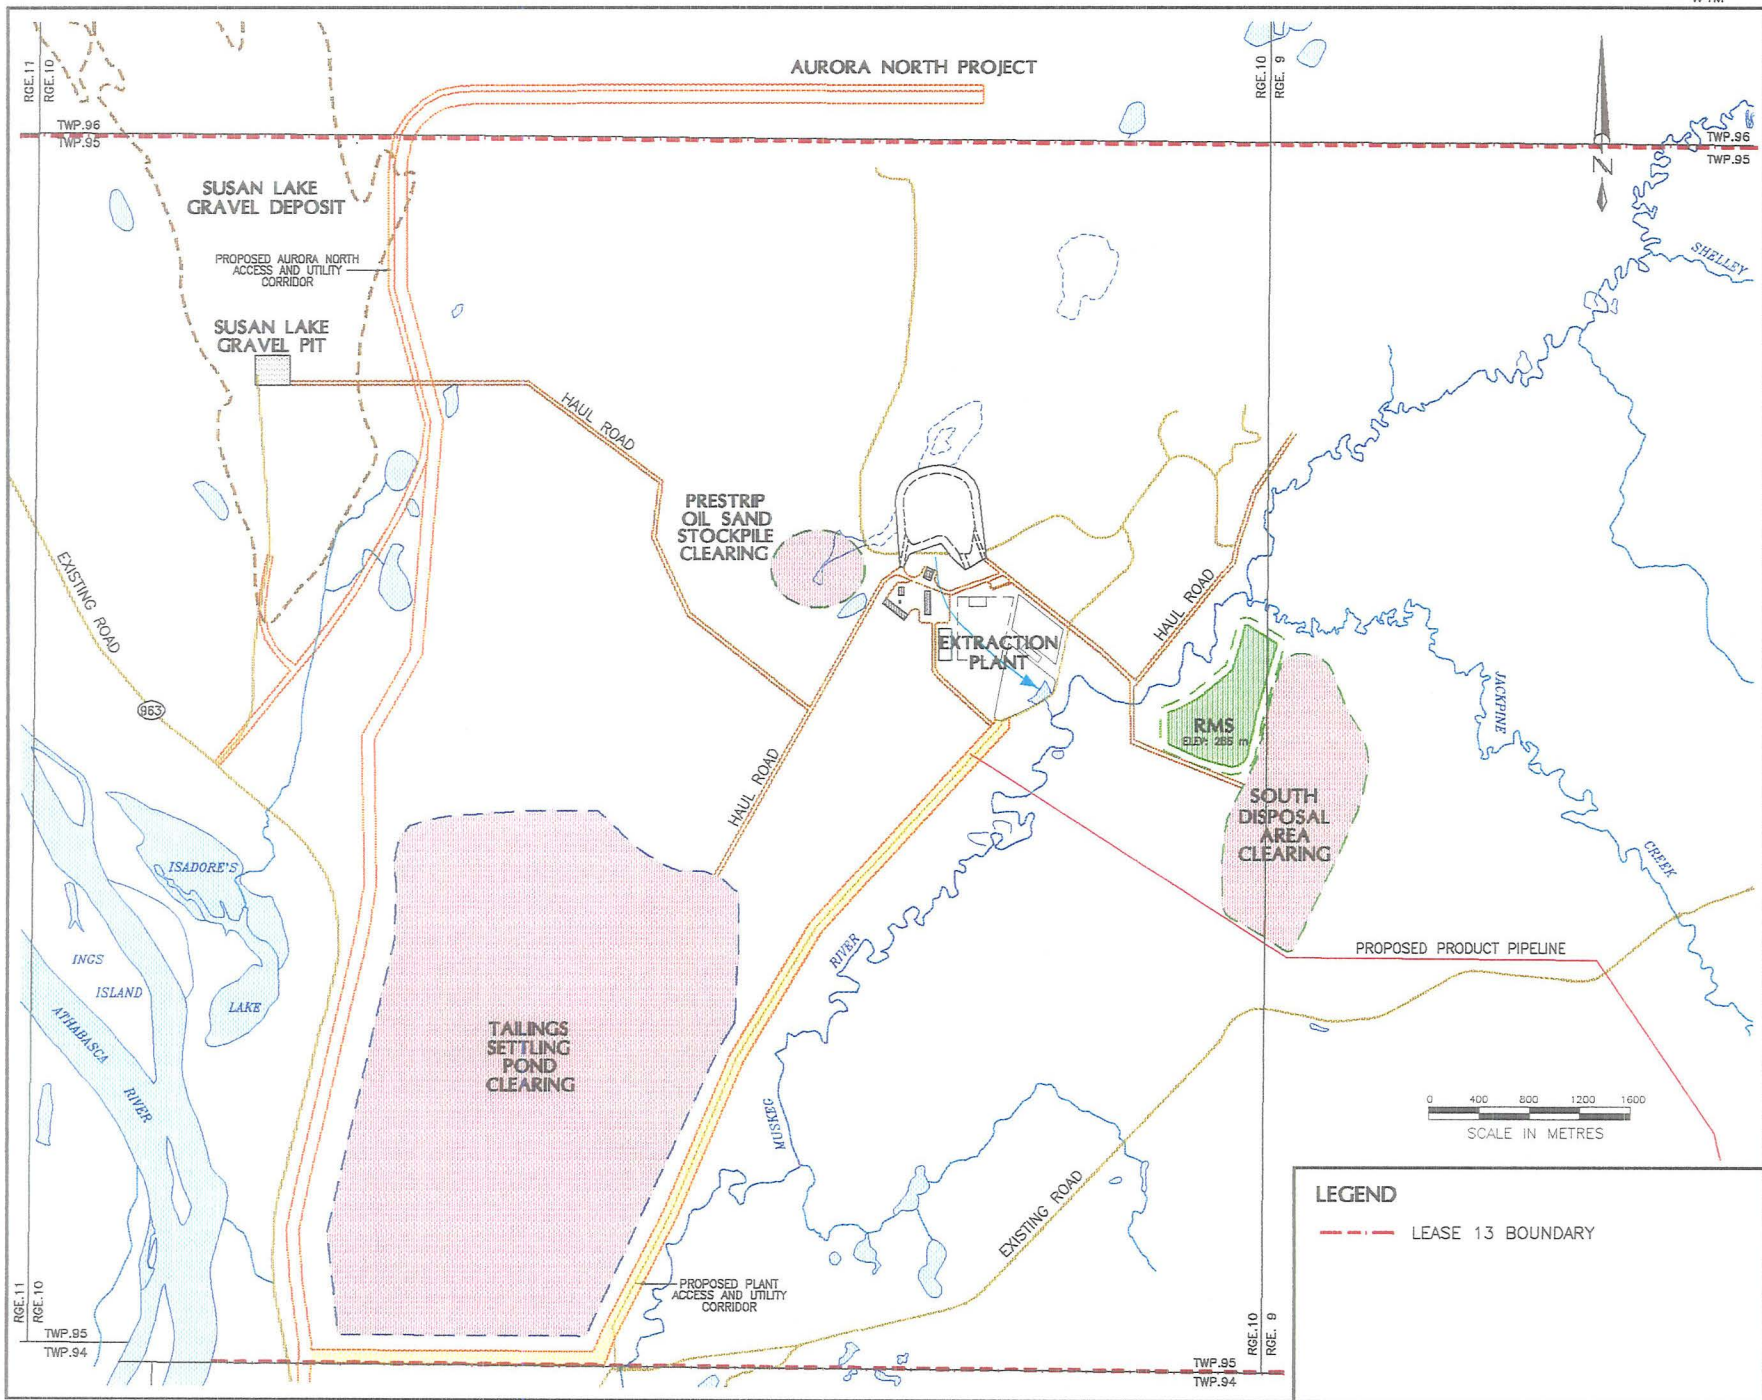 AURORA NORTH PROJECT
RGE.11
RGE.10
RGE.10
RGE. 9
TWP.96
TWP.95
TWP.96
TWP.95
N
SUSAN LAKE
GRAVEL DEPOSIT
SHELLEY
PROPOSED AURORA NORTH
ACCESS AND UTILITY
CORRIDOR
SUSAN LAKE
GRAVEL PIT
HAUL ROAD
PRESTRIP
OIL SAND
STOCKPILE
CLEARING
EXISTING ROAD
963
HAUL ROAD
EXTRACTION
PLANT
JACKPINE
CREEK
RMS
ELEV: 285 m
HAUL ROAD
SOUTH
DISPOSAL
AREA
CLEARING
ISADORE'S
LAKE
INGS
ISLAND
ATHABASCA
RIVER
RIVER
MUSKEG
PROPOSED PRODUCT PIPELINE
TAILINGS
SETTLING
POND
CLEARING
0 400 800 1200 1600
SCALE IN METRES
EXISTING ROAD
LEGEND
LEASE 13 BOUNDARY
PROPOSED PLANT
ACCESS AND UTILITY
CORRIDOR
RGE.11
RGE.10
TWP.95
TWP.94
RGE.10
RGE. 9
TWP.95
TWP.94